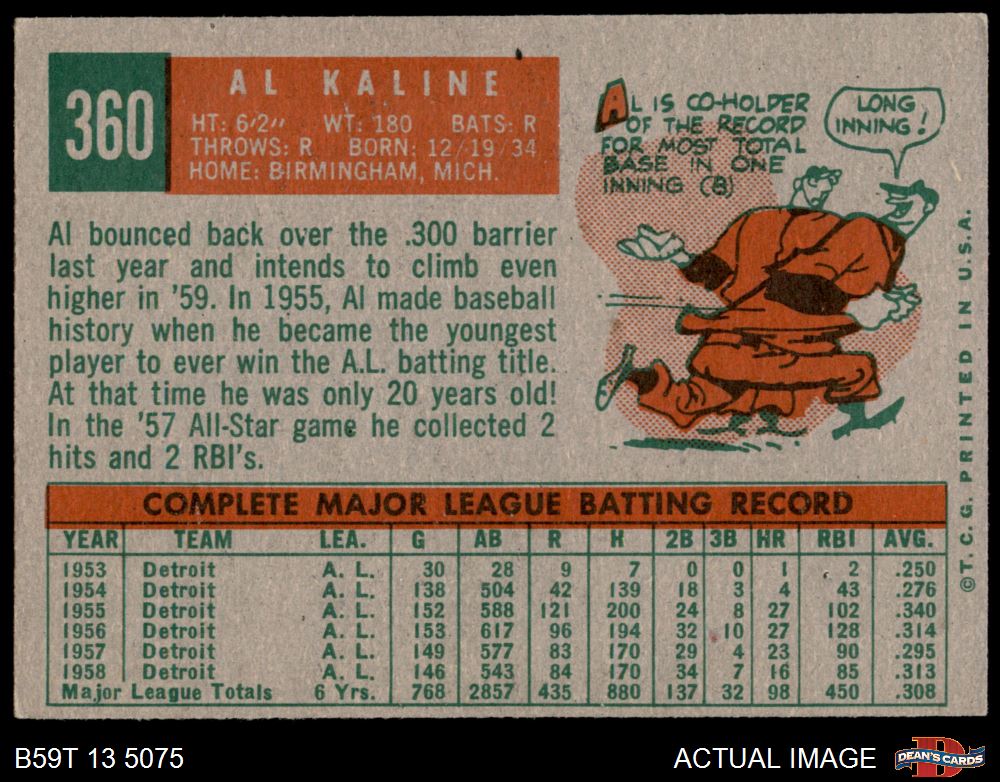 360
AL KALINE
HT: 6'2" WT: 180 BATS: R
THROWS: R BORN: 12/19/34
HOME: BIRMINGHAM, MICH.
AL IS CO-HOLDER
OF THE RECORD
FOR MOST TOTAL
BASE IN ONE
INNING (8)
LONG
INNING!
Al bounced back over the .300 barrier
last year and intends to climb even
higher in '59. In 1955, Al made baseball
history when he became the youngest
player to ever win the A.L. batting title.
At that time he was only 20 years old!
In the '57 All-Star game he collected 2
hits and 2 RBI's.
COMPLETE MAJOR LEAGUE BATTING RECORD
YEAR TEAM LEA. G AB R H 2B 3B HR RBI AVG.
1953 Detroit A. L. 30 28 9 7 0 0 1 2 .250
1954 Detroit A. L. 138 504 42 139 18 3 4 43 .276
1955 Detroit A. L. 152 588 121 200 24 8 27 102 .340
1956 Detroit A. L. 153 617 96 194 32 10 27 128 .314
1957 Detroit A. L. 149 577 83 170 29 4 23 90 .295
1958 Detroit A. L. 146 543 84 170 34 7 16 85 .313
Major League Totals 6 Yrs. 768 2857 435 880 137 32 98 450 .308
©T.C.G. PRINTED IN U.S.A.
B59T 13 5075
ACTUAL IMAGE
D
DEAN'S CARDS